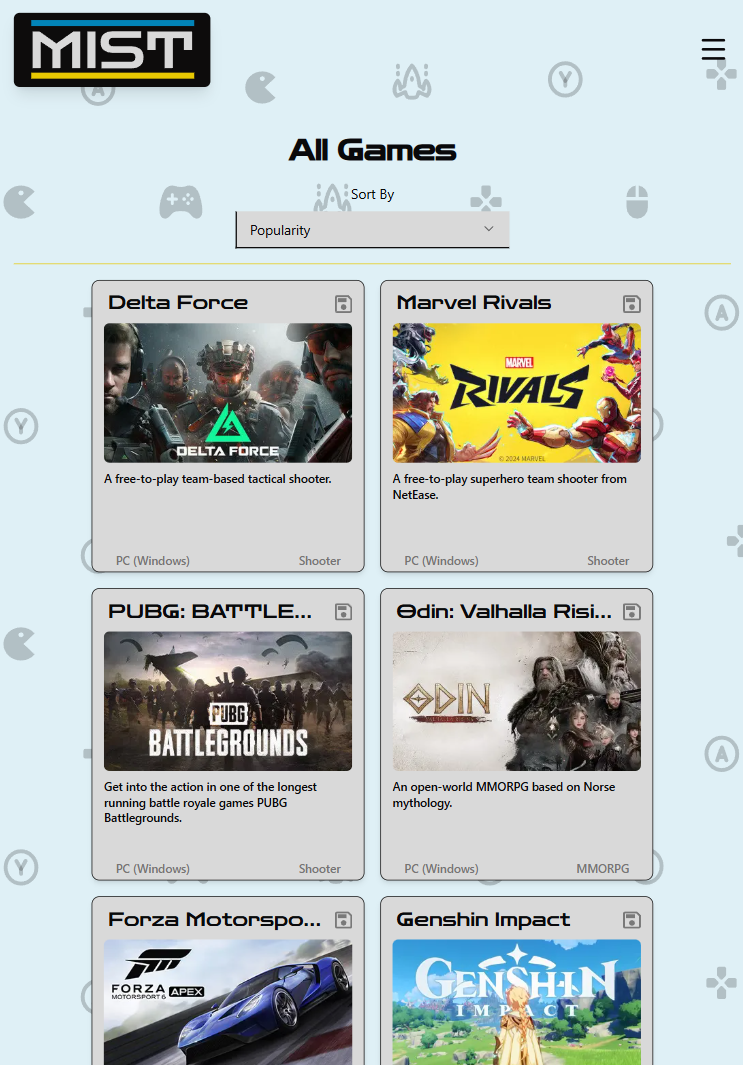 MIST
All Games
Sort By
Popularity
Delta Force
DELTA FORCE
A free-to-play team-based tactical shooter.
PC (Windows)
Shooter
Marvel Rivals
MARVEL
RIVALS
© 2024 MARVEL
A free-to-play superhero team shooter from
NetEase.
PC (Windows)
Shooter
PUBG: BATTLE...
PUBG
BATTLEGROUNDS
Get into the action in one of the longest
running battle royale games PUBG
Battlegrounds.
PC (Windows)
Shooter
Odin: Valhalla Risi...
ODIN
An open-world MMORPG based on Norse
mythology.
PC (Windows)
MMORPG
Forza Motorspo...
FORZA
MOTORSPORT 6 APEX
Genshin Impact
GENSHIN
IMPACT
A
Y
Y
A
Y
A
Y